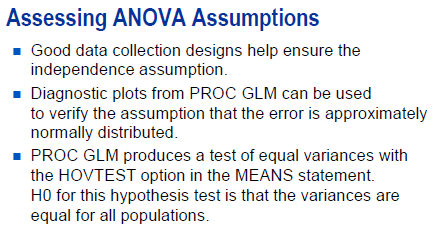 Assessing ANOVA Assumptions
Good data collection designs help ensure the
independence assumption.
Diagnostic plots from PROC GLM can be used
to verify the assumption that the error is approximately
normally distributed.
PROC GLM produces a test of equal variances with
the HOVTEST option in the MEANS statement.
H0 for this hypothesis test is that the variances are
equal for all populations.